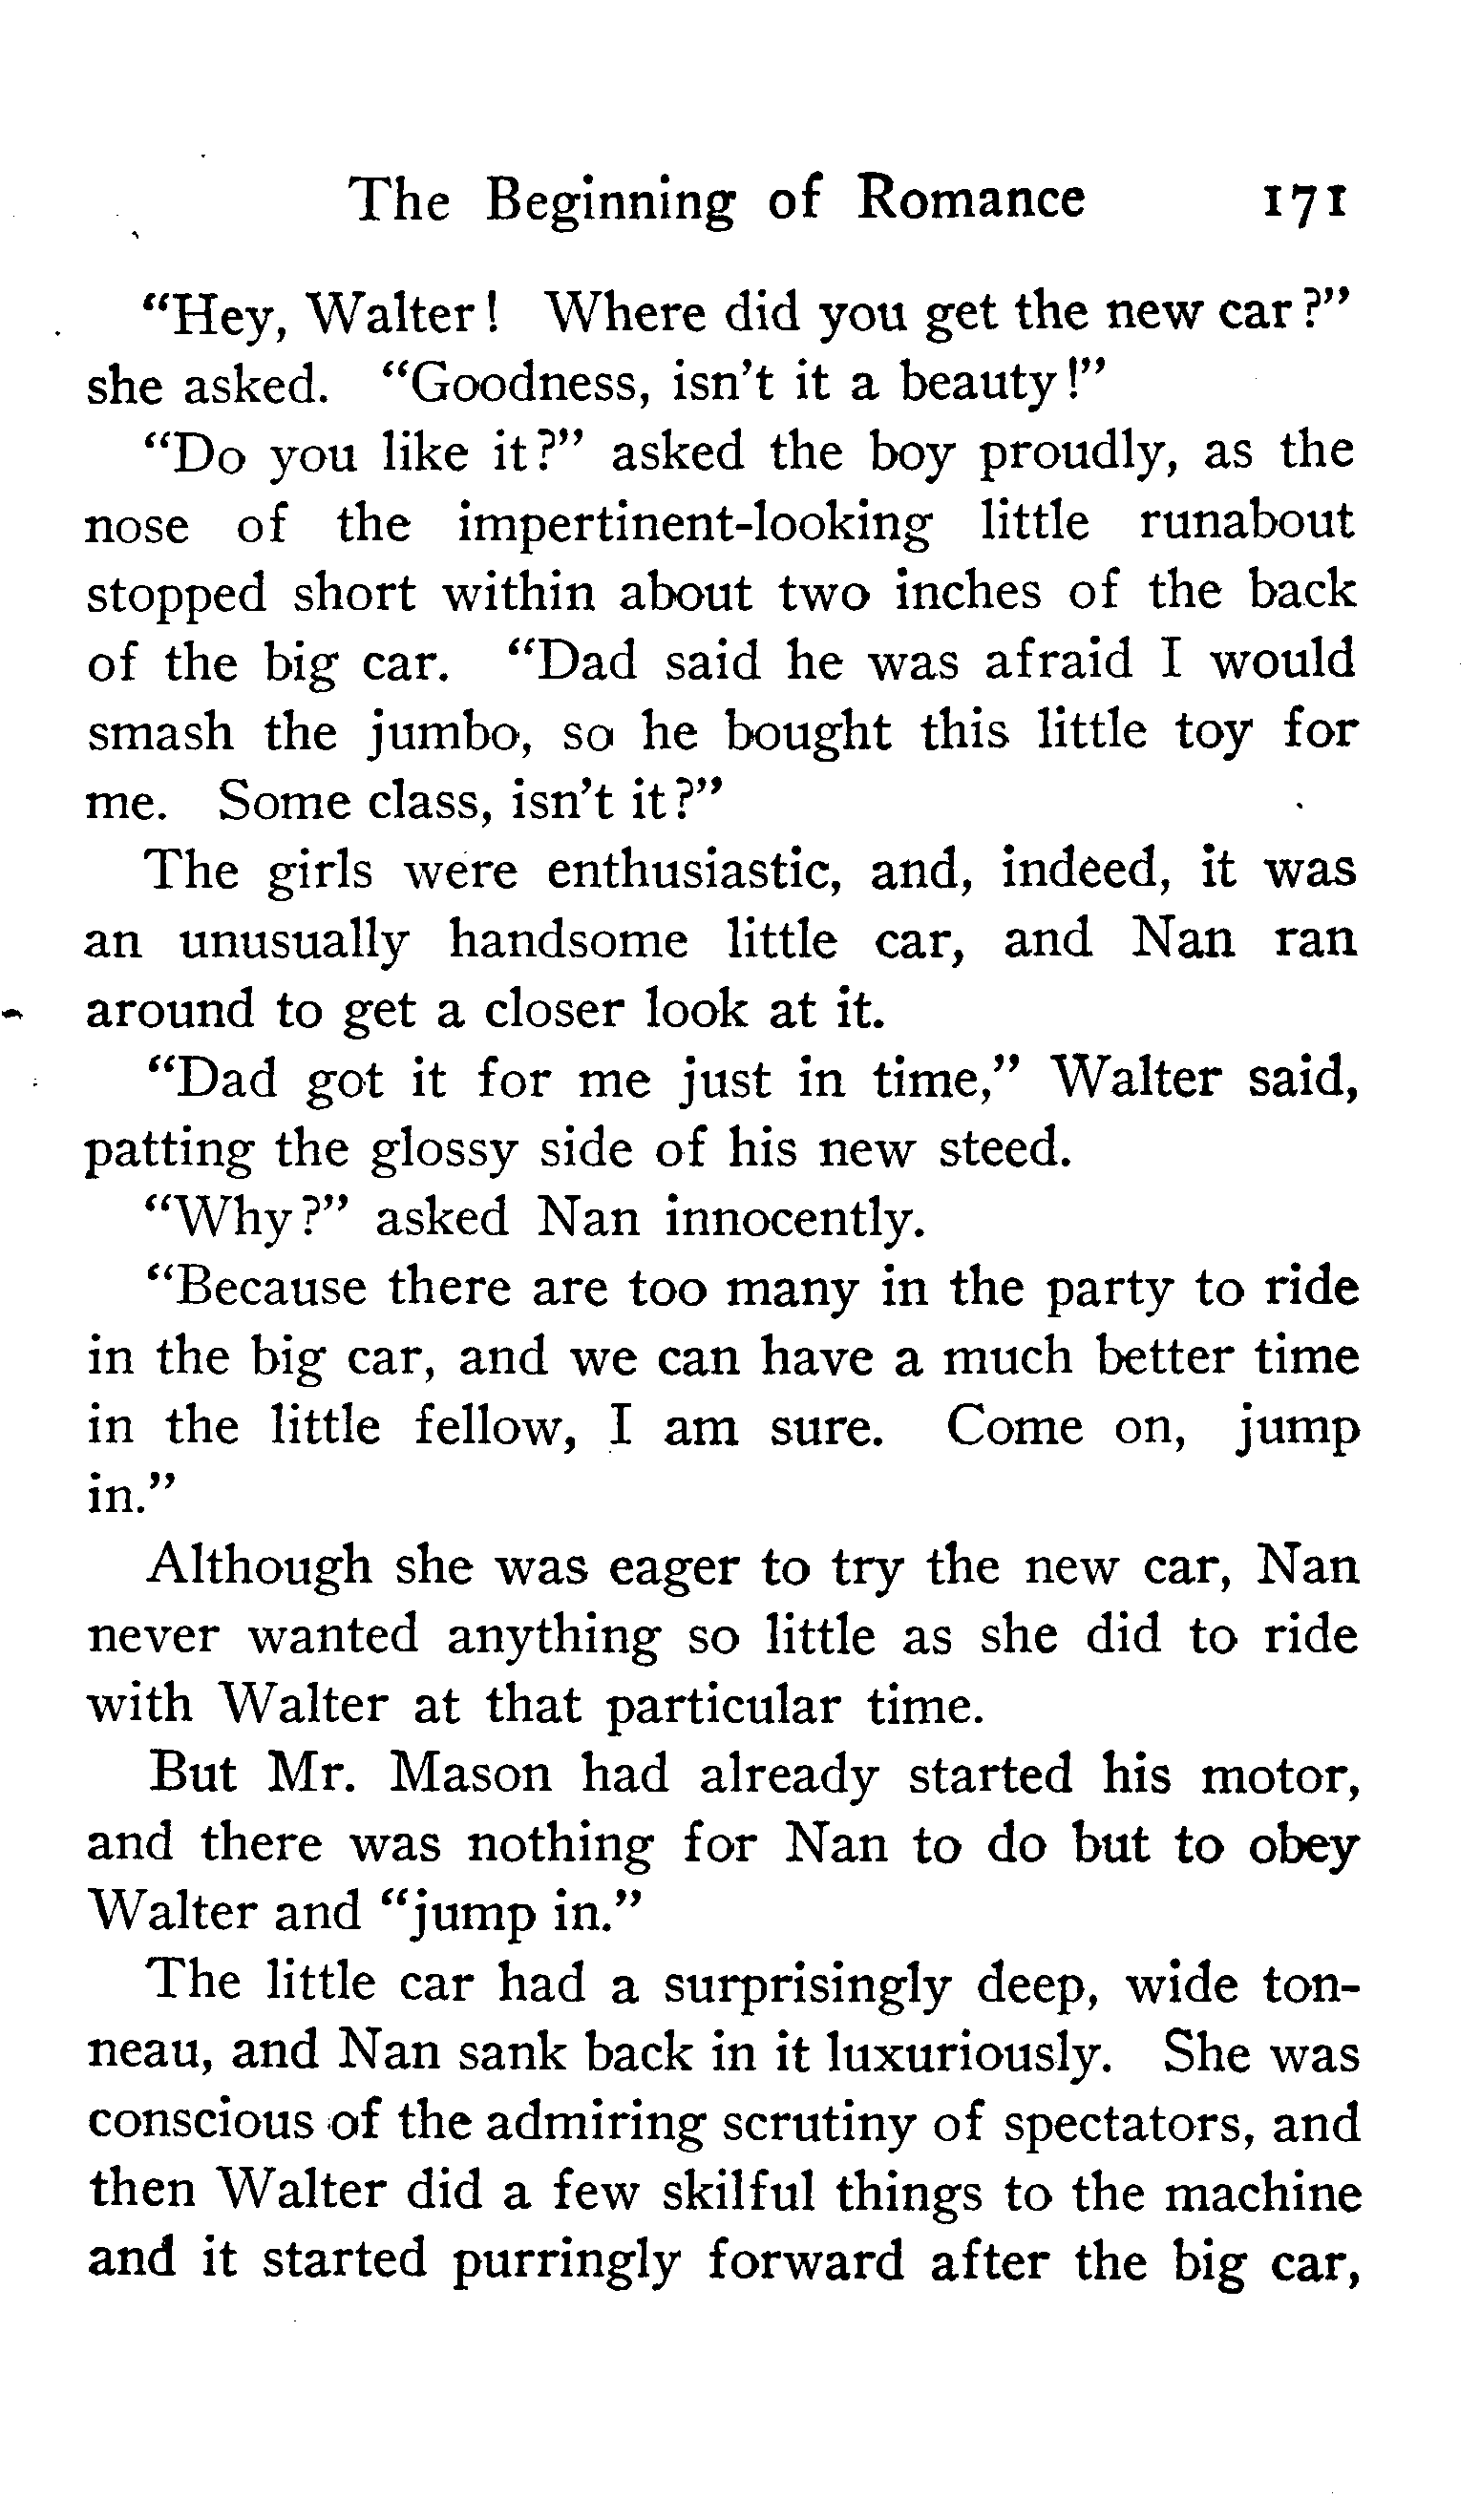 The Beginning of Romance 171
"Hey, Walter! Where did you get the new car?"
she asked. "Goodness, isn't it a beauty!"
"Do you like it?" asked the boy proudly, as the
nose of the impertinent-looking little runabout
stopped short within about two inches of the back
of the big car. "Dad said he was afraid I would
smash the jumbo, so he bought this little toy for
me. Some class, isn't it?"
The girls were enthusiastic, and, indeed, it was
an unusually handsome little car, and Nan ran
around to get a closer look at it.
"Dad got it for me just in time," Walter said,
patting the glossy side of his new steed.
"Why?" asked Nan innocently.
"Because there are too many in the party to ride
in the big car, and we can have a much better time
in the little fellow, I am sure. Come on, jump
in."
Although she was eager to try the new car, Nan
never wanted anything so little as she did to ride
with Walter at that particular time.
But Mr. Mason had already started his motor,
and there was nothing for Nan to do but to obey
Walter and "jump in."
The little car had a surprisingly deep, wide ton-
neau, and Nan sank back in it luxuriously. She was
conscious of the admiring scrutiny of spectators, and
then Walter did a few skilful things to the machine
and it started purringly forward after the big car,